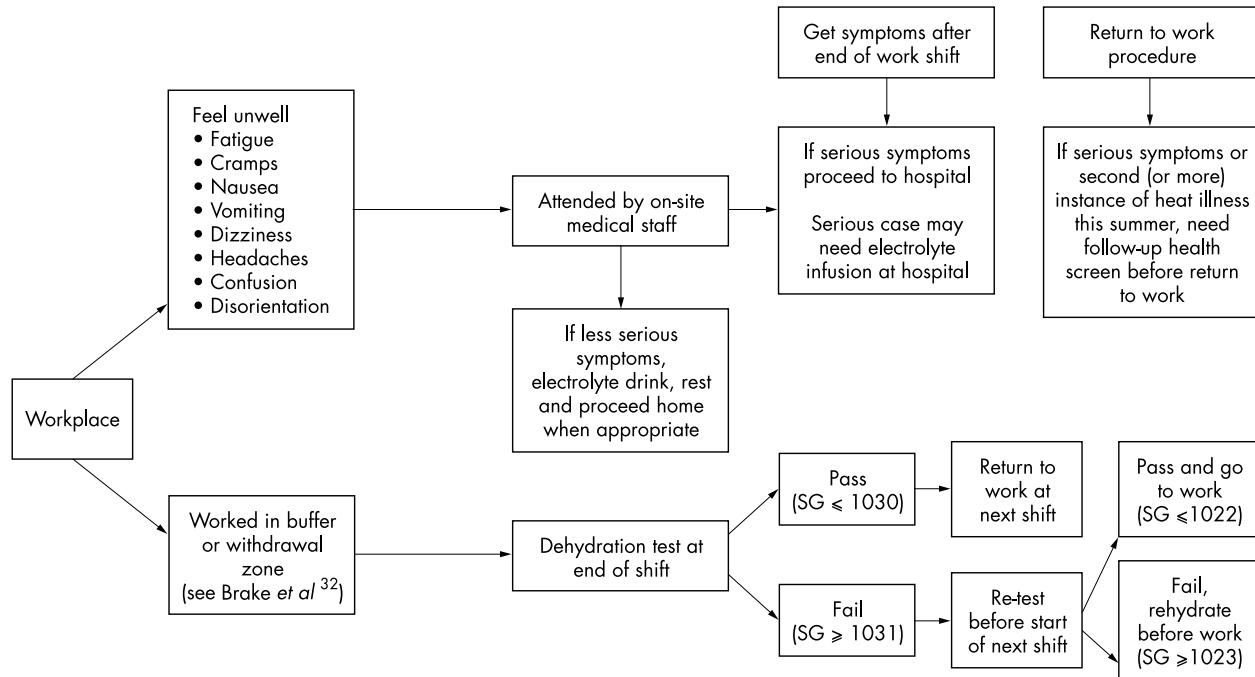 Get symptoms after
end of work shift
Return to work
procedure
Feel unwell
• Fatigue
• Cramps
• Nausea
• Vomiting
• Dizziness
• Headaches
• Confusion
• Disorientation
Attended by on-site
medical staff
If serious symptoms
proceed to hospital
Serious case may
need electrolyte
infusion at hospital
If serious symptoms or
second (or more)
instance of heat illness
this summer, need
follow-up health
screen before return
to work
If less serious
symptoms,
electrolyte drink, rest
and proceed home
when appropriate
Workplace
Worked in buffer
or withdrawal
zone
(see Brake et al 32)
Dehydration test at
end of shift
Pass
(SG ⩽ 1030)
Return to
work at
next shift
Pass and go
to work
(SG ⩽1022)
Fail
(SG ⩾ 1031)
Re-test
before start
of next shift
Fail,
rehydrate
before work
(SG ⩾1023)